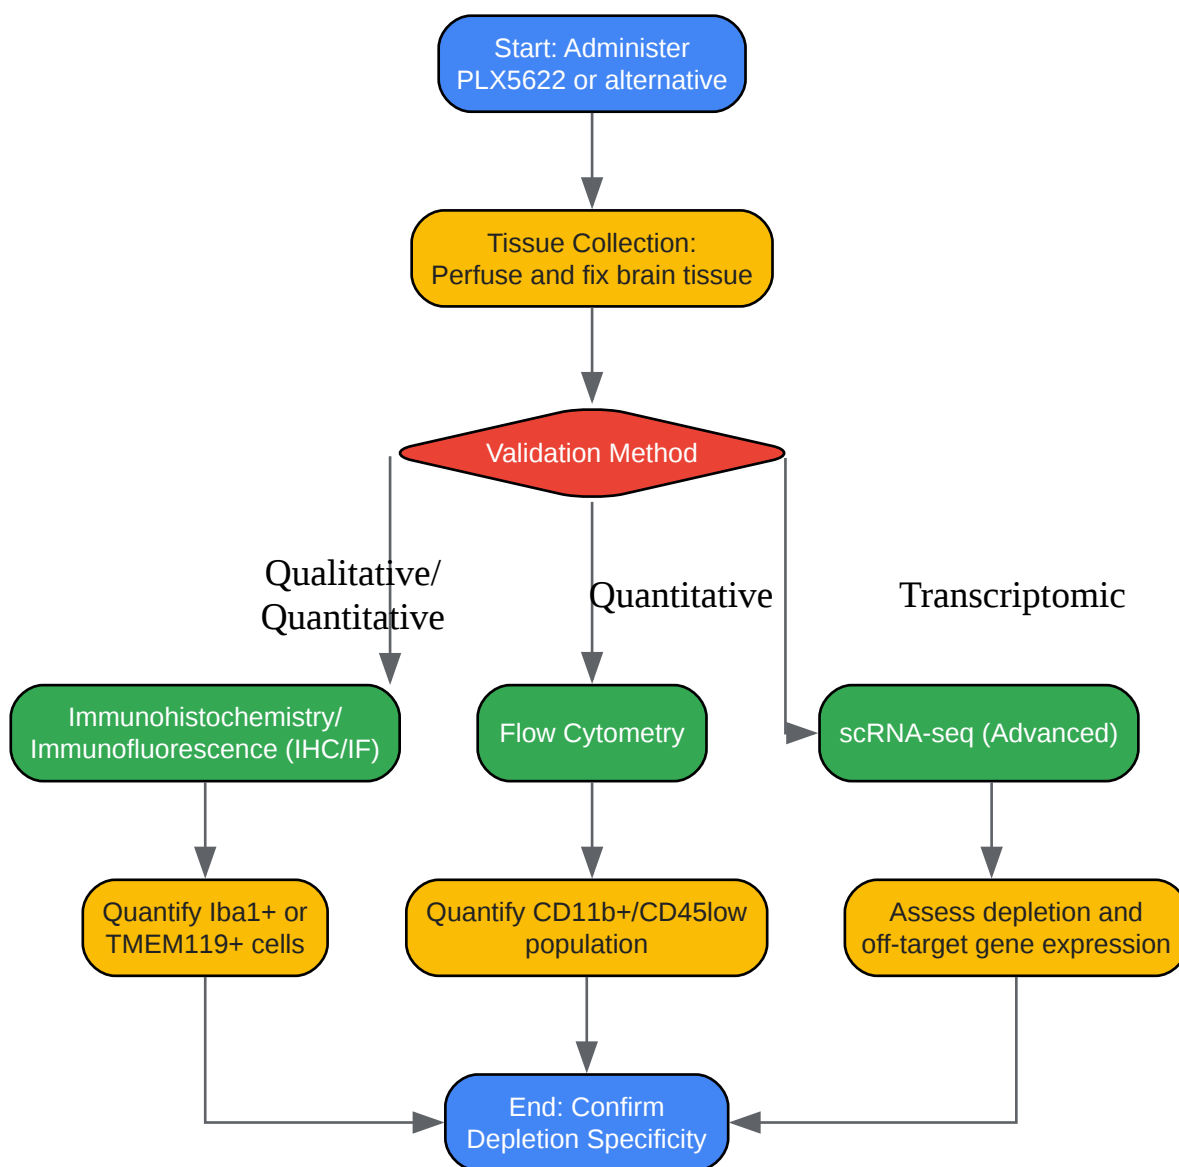 Start: Administer
PLX5622 or alternative
Tissue Collection:
Perfuse and fix brain tissue
Validation Method
Qualitative/
Quantitative
Quantitative
Transcriptomic
Immunohistochemistry/
Immunofluorescence (IHC/IF)
Flow Cytometry
scRNA-seq (Advanced)
Quantify Iba1+ or
TMEM119+ cells
Quantify CD11b+/CD45low
population
Assess depletion and
off-target gene expression
End: Confirm
Depletion Specificity